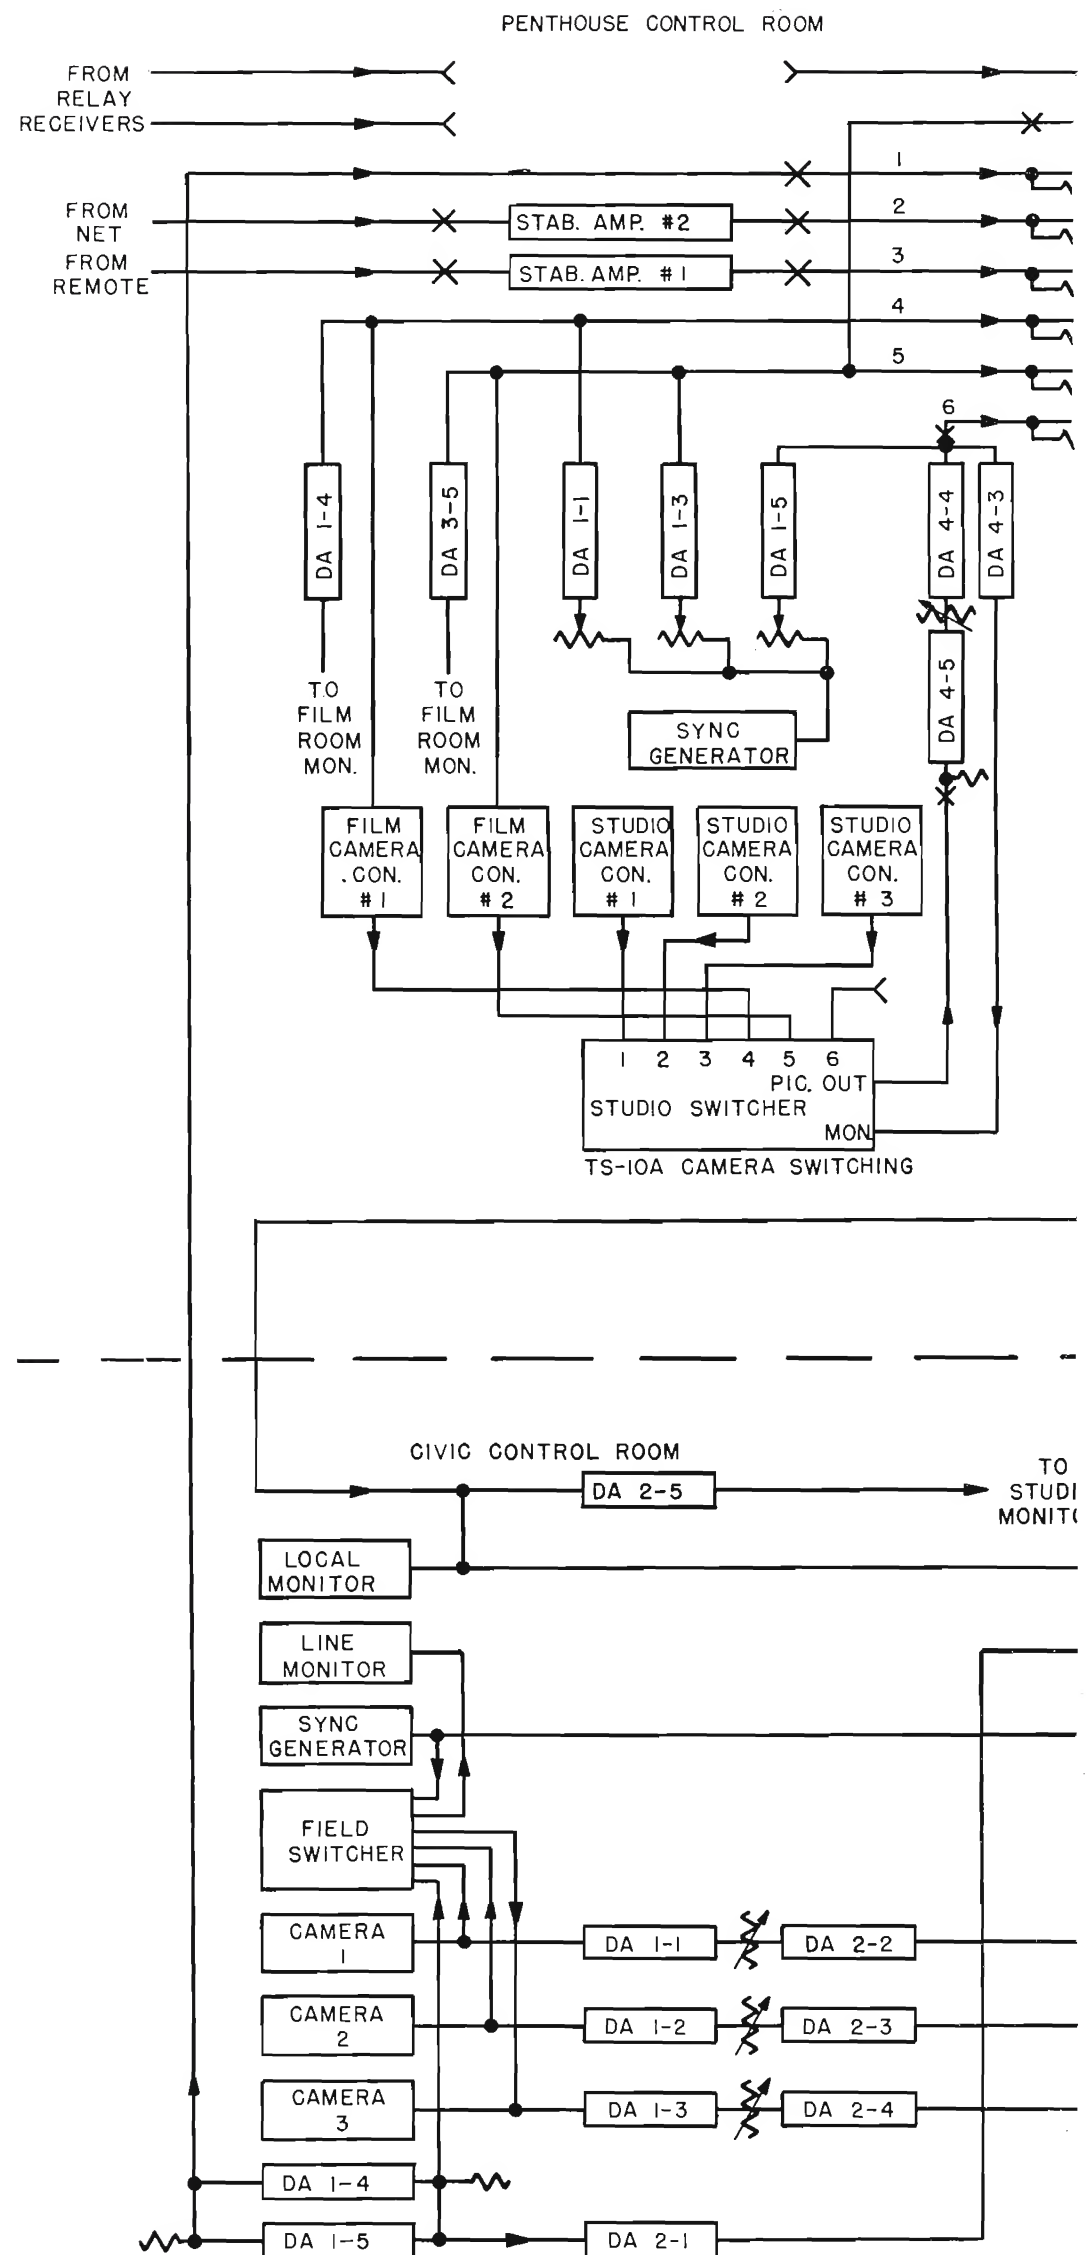 PENTHOUSE CONTROL ROOM
FROM
RELAY
RECEIVERS
1
FROM
NET
STAB. AMP. #2
2
FROM
REMOTE
STAB. AMP. #1
3
4
5
6
DA 1-4
DA 3-5
DA 1-1
DA 1-3
DA 1-5
DA 4-4
DA 4-3
DA 4-5
TO
FILM
ROOM
MON.
TO
FILM
ROOM
MON.
SYNC
GENERATOR
FILM
CAMERA
CON.
#1
FILM
CAMERA
CON.
#2
STUDIO
CAMERA
CON.
#1
STUDIO
CAMERA
CON.
#2
STUDIO
CAMERA
CON.
#3
1 2 3 4 5 6
PIC. OUT
STUDIO SWITCHER
MON.
TS-10A CAMERA SWITCHING
CIVIC CONTROL ROOM
DA 2-5
TO
STUDI
MONIT
LOCAL
MONITOR
LINE
MONITOR
SYNC
GENERATOR
FIELD
SWITCHER
CAMERA
1
DA 1-1
DA 2-2
CAMERA
2
DA 1-2
DA 2-3
CAMERA
3
DA 1-3
DA 2-4
DA 1-4
DA 1-5
DA 2-1